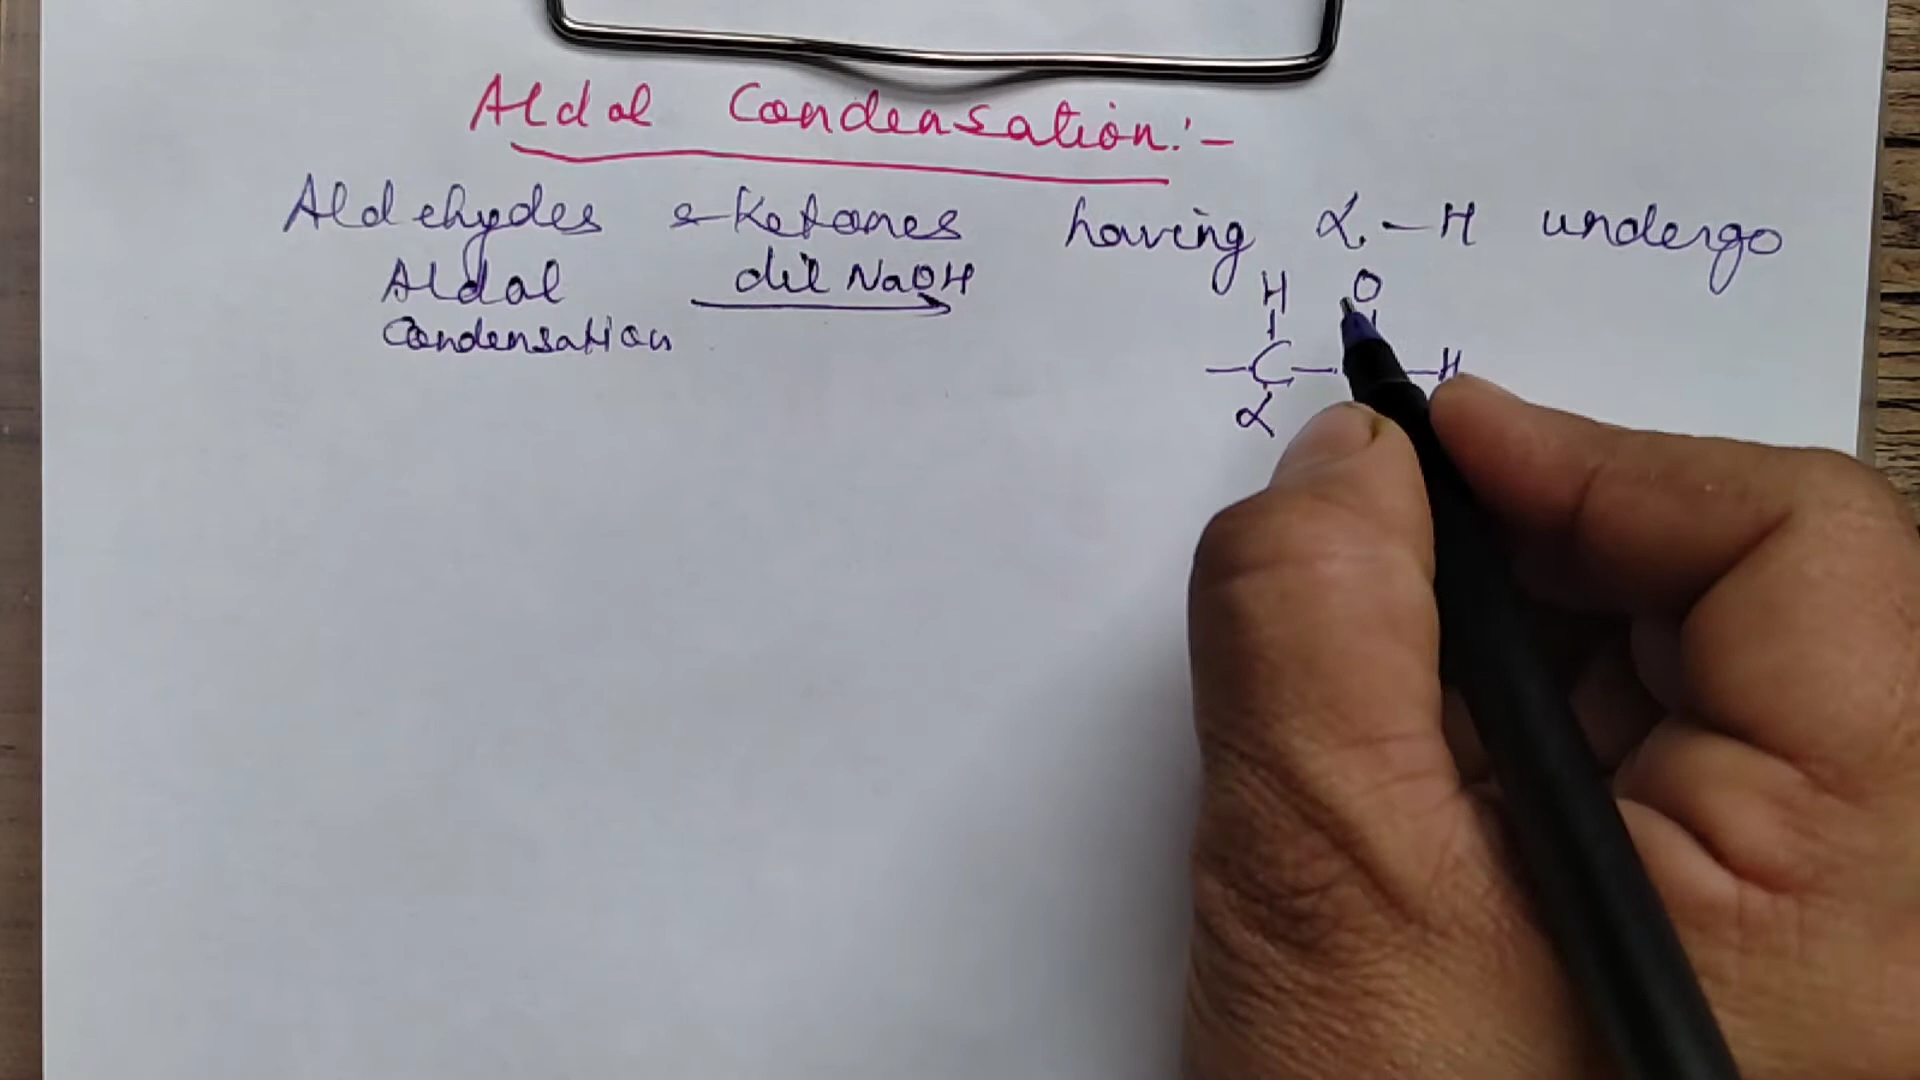 Aldol Condensation:-
Aldehydes & Ketones having α-H undergo
Aldol dil NaOH
Condensation
H O
-C- -H
α